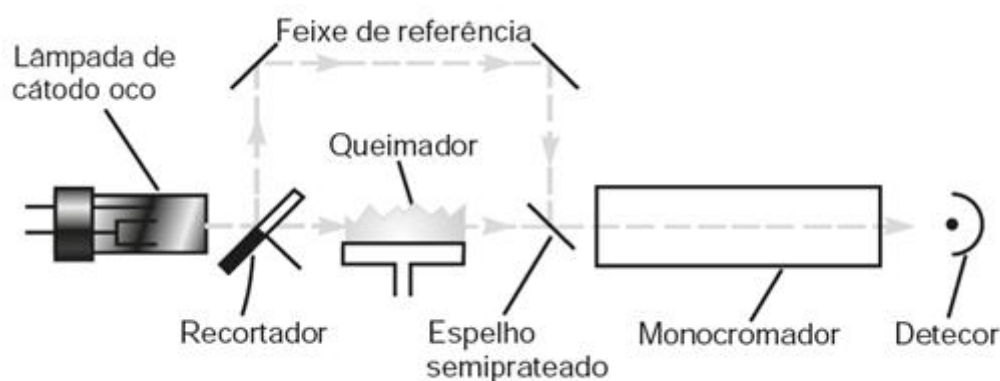 Feixe de referência
Lâmpada de
cátodo oco
Queimador
Recortador
Espelho
semiprateado
Monocromador
Detecor